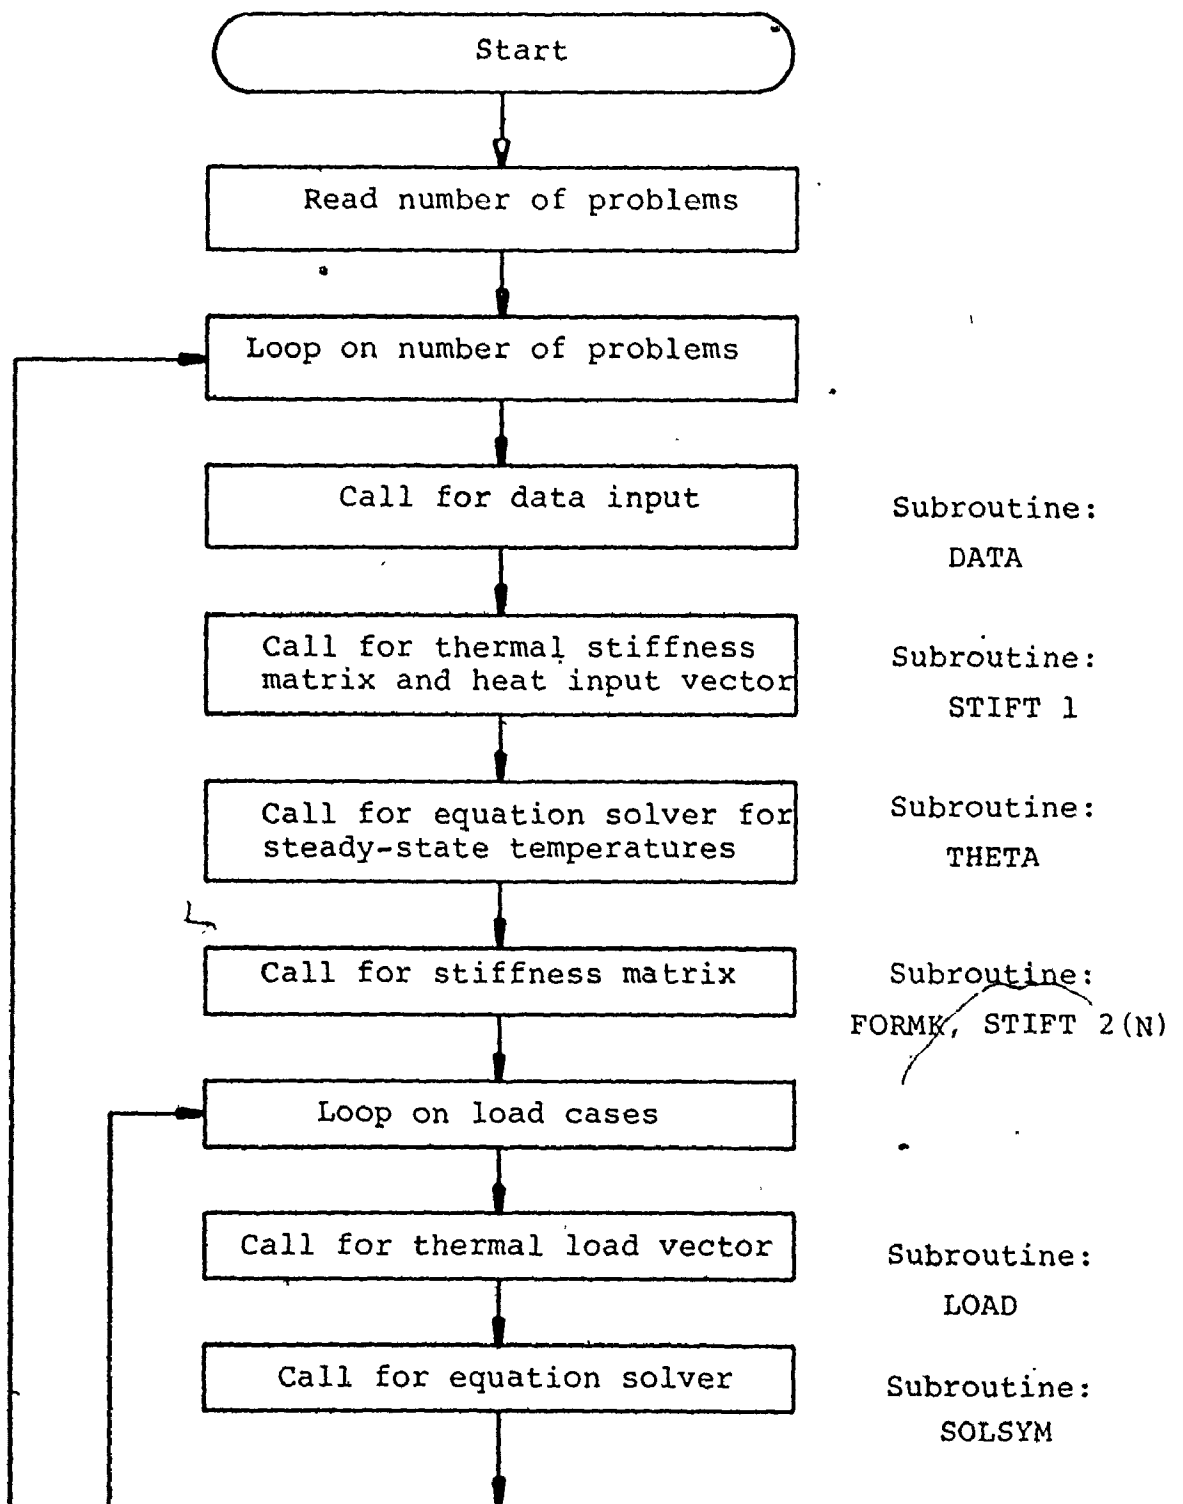 Start
Read number of problems
Loop on number of problems
Call for data input
Subroutine:
DATA
Call for thermal stiffness
matrix and heat input vector
Subroutine:
STIFT 1
Call for equation solver for
steady-state temperatures
Subroutine:
THETA
Call for stiffness matrix
Subroutine:
FORMK, STIFT 2(N)
Loop on load cases
Call for thermal load vector
Subroutine:
LOAD
Call for equation solver
Subroutine:
SOLSYM